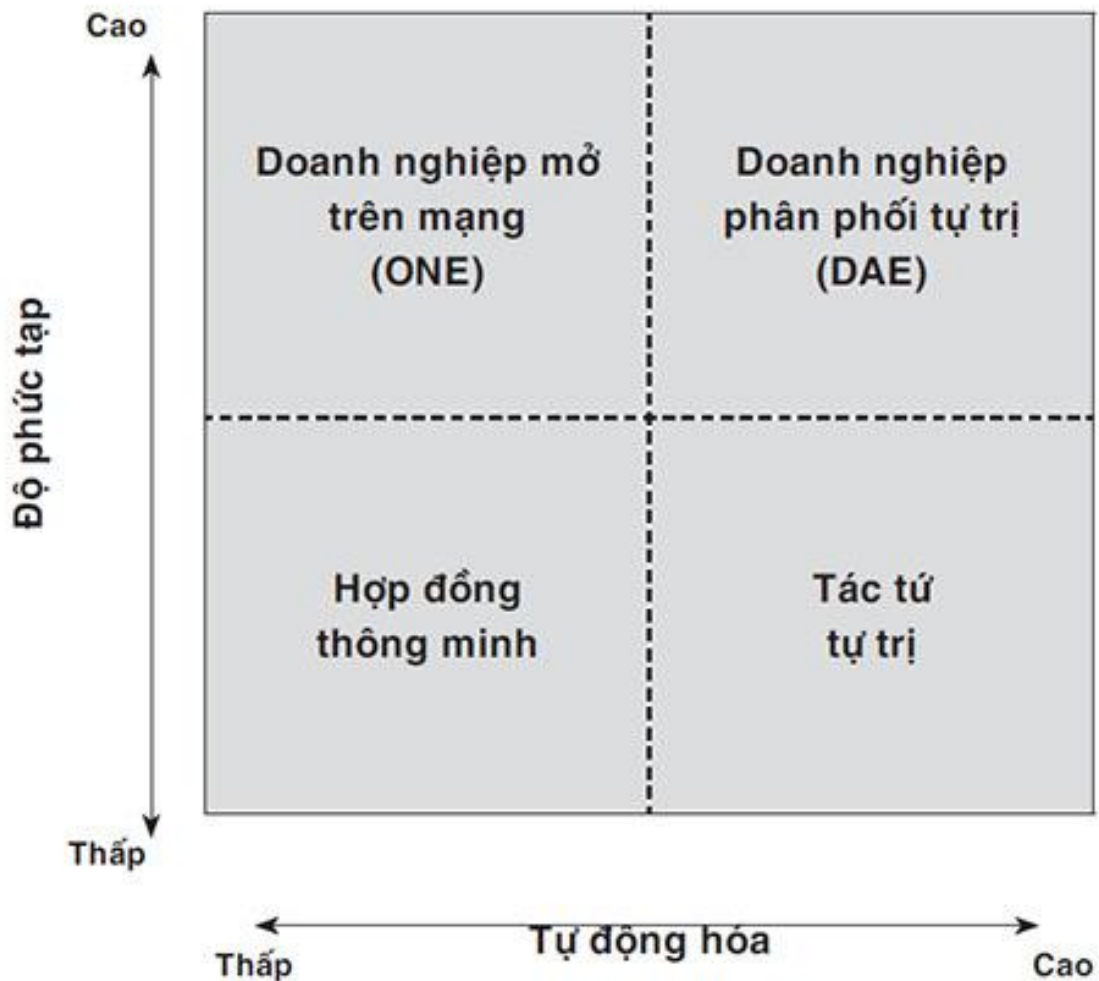 Cao
Doanh nghiệp mở
trên mạng
(ONE)
Doanh nghiệp
phân phối tự trị
(DAE)
Độ phức tạp
Hợp đồng
thông minh
Tác tứ
tự trị
Thấp
Tự động hóa
Thấp
Cao